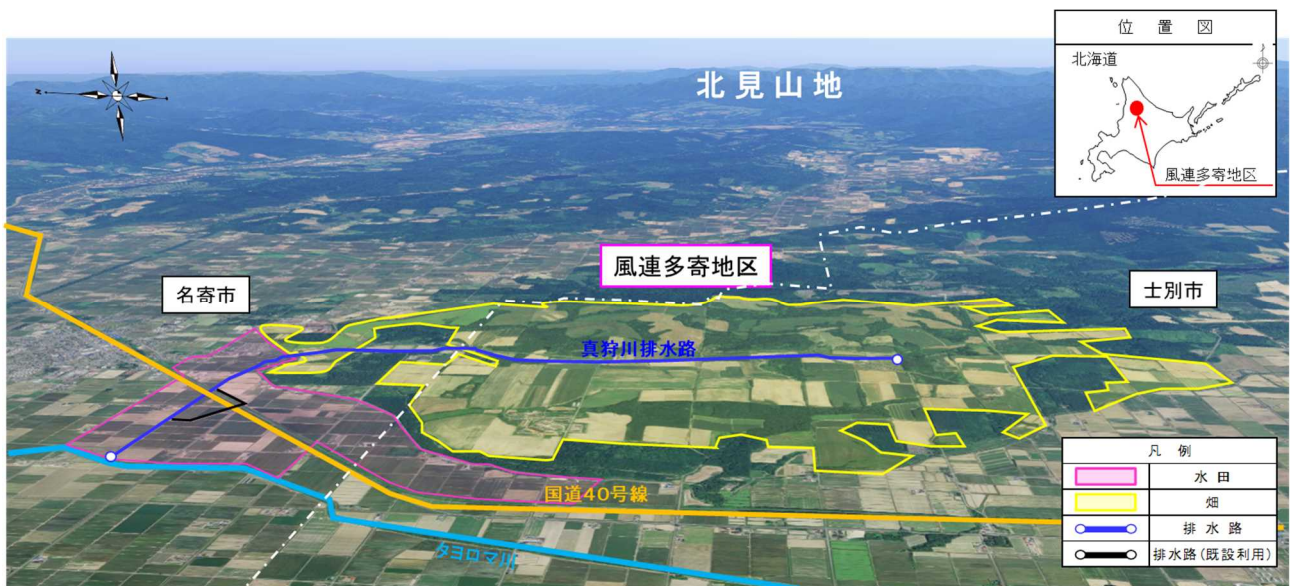 位置図
北海道
風連多寄地区
N
北見山地
風連多寄地区
名寄市
士別市
真狩川排水路
国道40号線
タヨロマ川
凡例
水田
畑
排水路
排水路(既設利用)